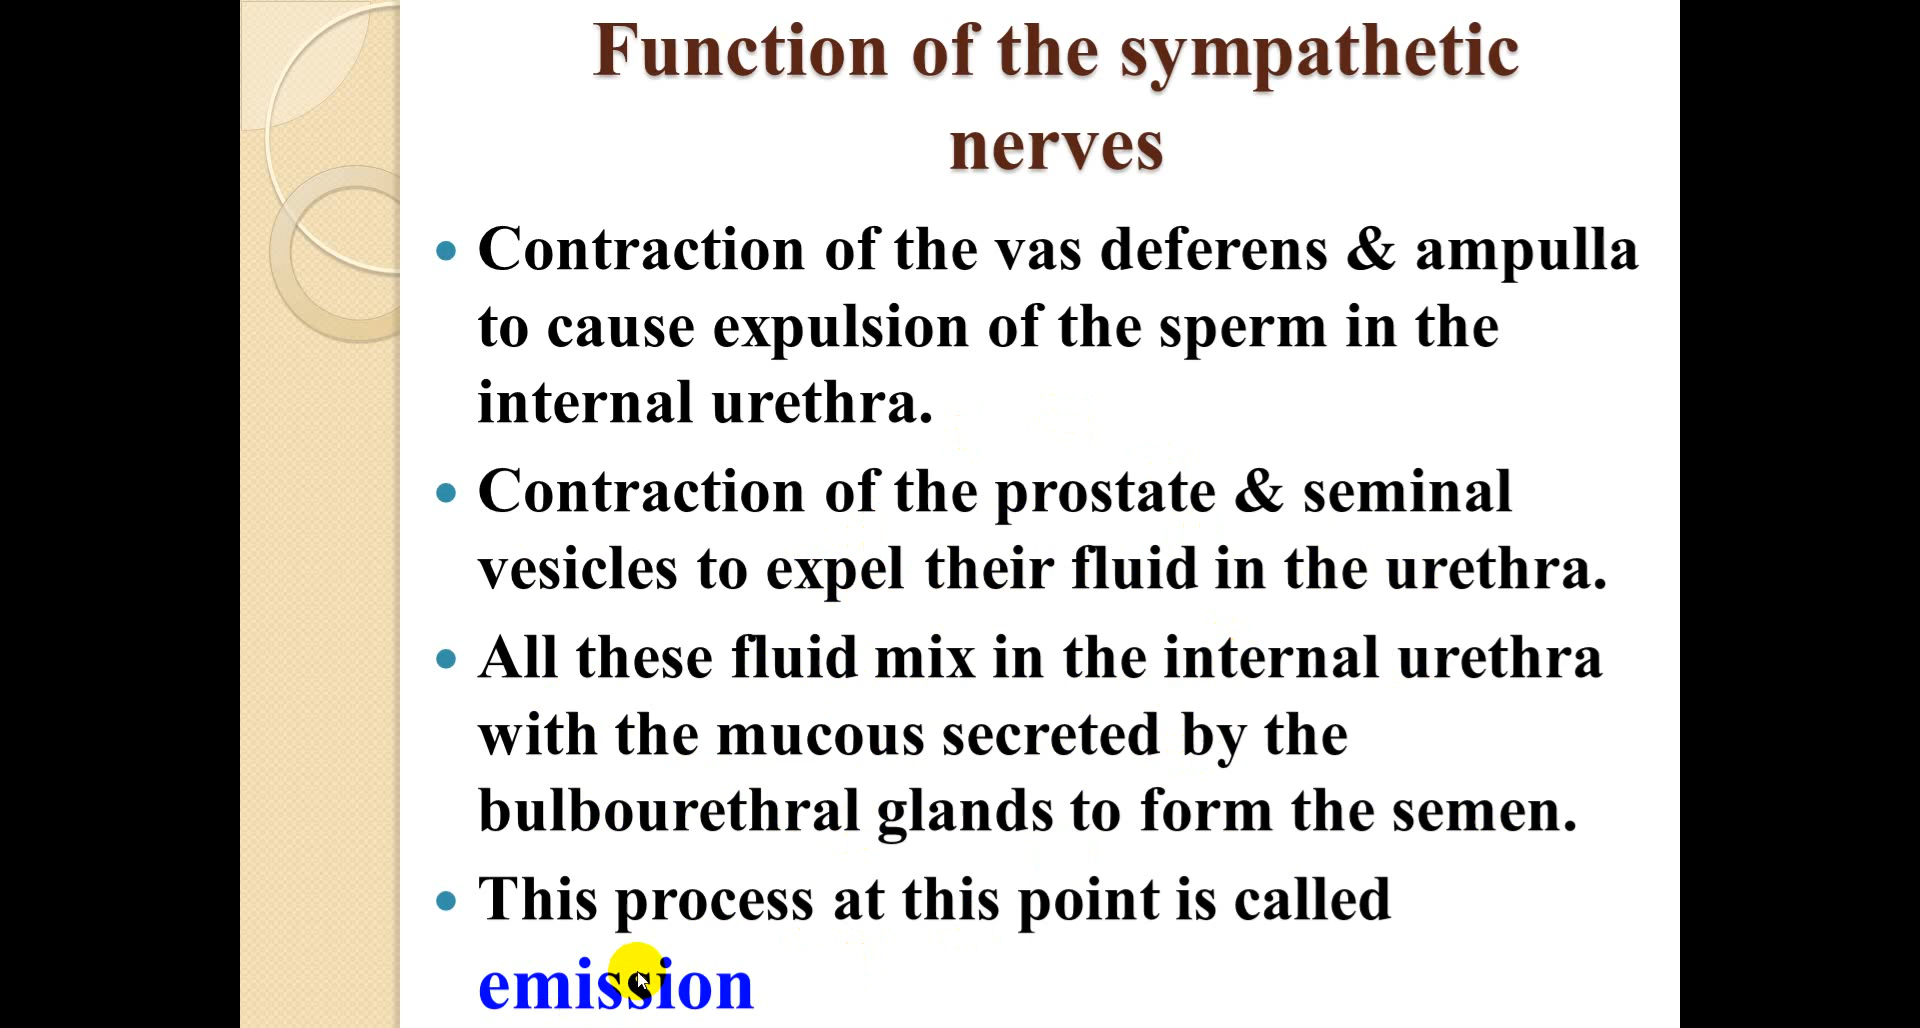 Function of the sympathetic
nerves
• Contraction of the vas deferens & ampulla
to cause expulsion of the sperm in the
internal urethra.
• Contraction of the prostate & seminal
vesicles to expel their fluid in the urethra.
• All these fluid mix in the internal urethra
with the mucous secreted by the
bulbourethral glands to form the semen.
• This process at this point is called
emission